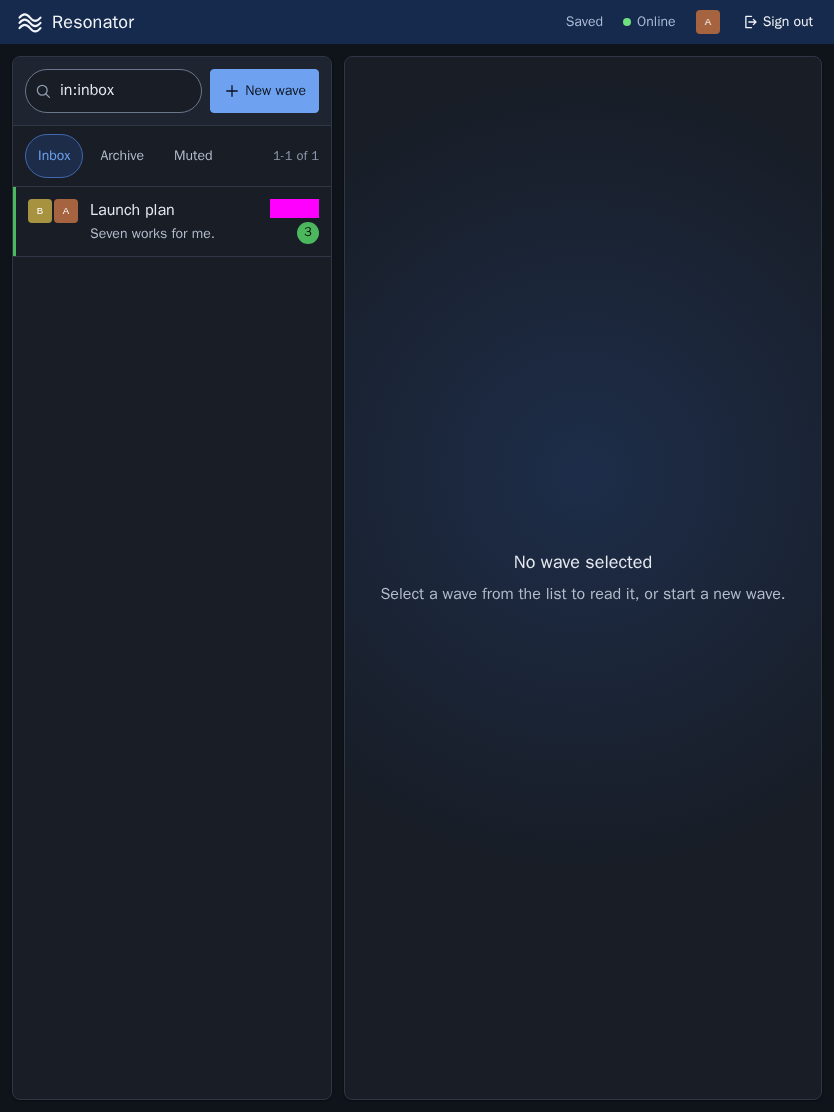 Resonator
Saved
Online
A
Sign out
in:inbox
New wave
Inbox
Archive
Muted
1-1 of 1
B
A
Launch plan
Seven works for me.
3
No wave selected
Select a wave from the list to read it, or start a new wave.